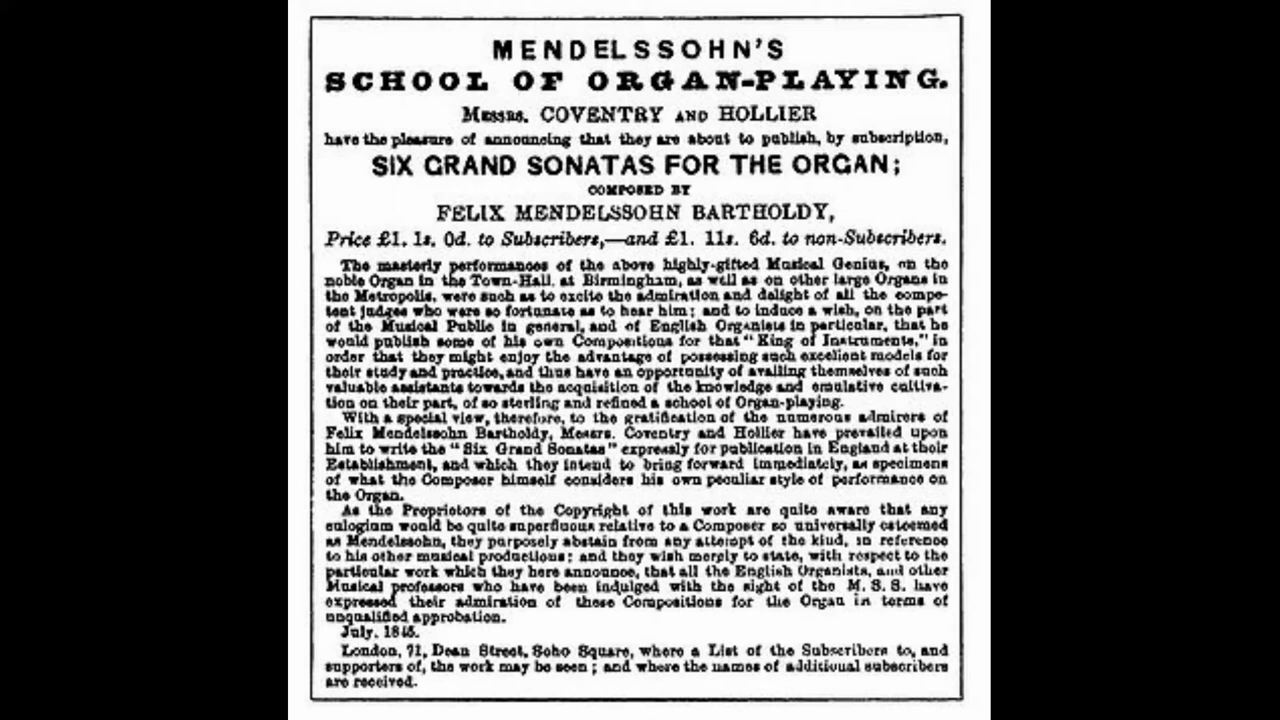 MENDELSSOHN'S
SCHOOL OF ORGAN-PLAYING.
Messrs. COVENTRY AND HOLLIER
have the pleasure of announcing that they are about to publish, by subscription,
SIX GRAND SONATAS FOR THE ORGAN;
COMPOSED BY
FELIX MENDELSSOHN BARTHOLDY,
Price £1. 1s. 0d. to Subscribers,—and £1. 11s. 6d. to non-Subscribers.
The masterly performances of the above highly-gifted Musical Genius, on the
noble Organ in the Town-Hall, at Birmingham, as well as on other large Organs in
the Metropolis, were such as to excite the admiration and delight of all the compe-
tent judges who were so fortunate as to hear him; and to induce a wish, on the part
of the Musical Public in general, and of English Organists in particular, that he
would publish some of his own Compositions for that "King of Instruments," in
order that they might enjoy the advantage of possessing such excellent models for
their study and practice, and thus have an opportunity of availing themselves of such
valuable assistants towards the acquisition of the knowledge and emulative cultiva-
tion on their part, of so sterling and refined a school of Organ-playing.
With a special view, therefore, to the gratification of the numerous admirers of
Felix Mendelssohn Bartholdy, Messrs. Coventry and Hollier have prevailed upon
him to write the "Six Grand Sonatas" expressly for publication in England at their
Establishment, and which they intend to bring forward immediately, as specimens
of what the Composer himself considers his own peculiar style of performance on
the Organ.
As the Proprietors of the Copyright of this work are quite aware that any
eulogium would be quite superfluous relative to a Composer so universally esteemed
as Mendelssohn, they purposely abstain from any attempt of the kind, in reference
to his other musical productions; and they wish merely to state, with respect to the
particular work which they here announce, that all the English Organists, and other
Musical professors who have been indulged with the sight of the M. S. S. have
expressed their admiration of these Compositions for the Organ in terms of
unqualified approbation.
July, 1845.
London, 71, Dean Street, Soho Square, where a List of the Subscribers to, and
supporters of, the work may be seen; and where the names of additional subscribers
are received.